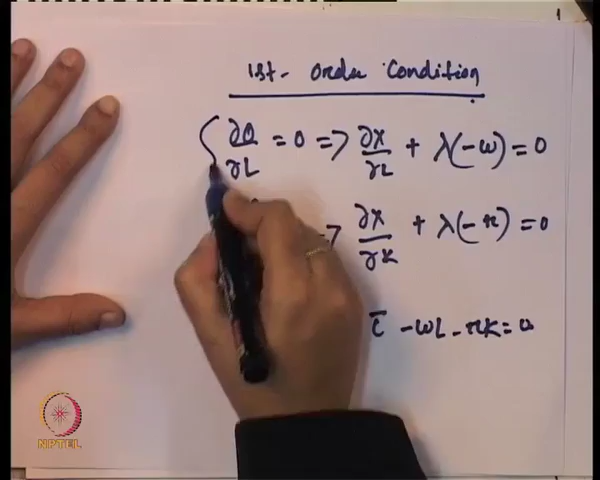 1st- Order Condition
∂Q/∂L = 0 => ∂X/∂L + λ(-w) = 0
=> ∂X/∂K + λ(-r) = 0
C̄ - wL - rK = 0
NPTEL